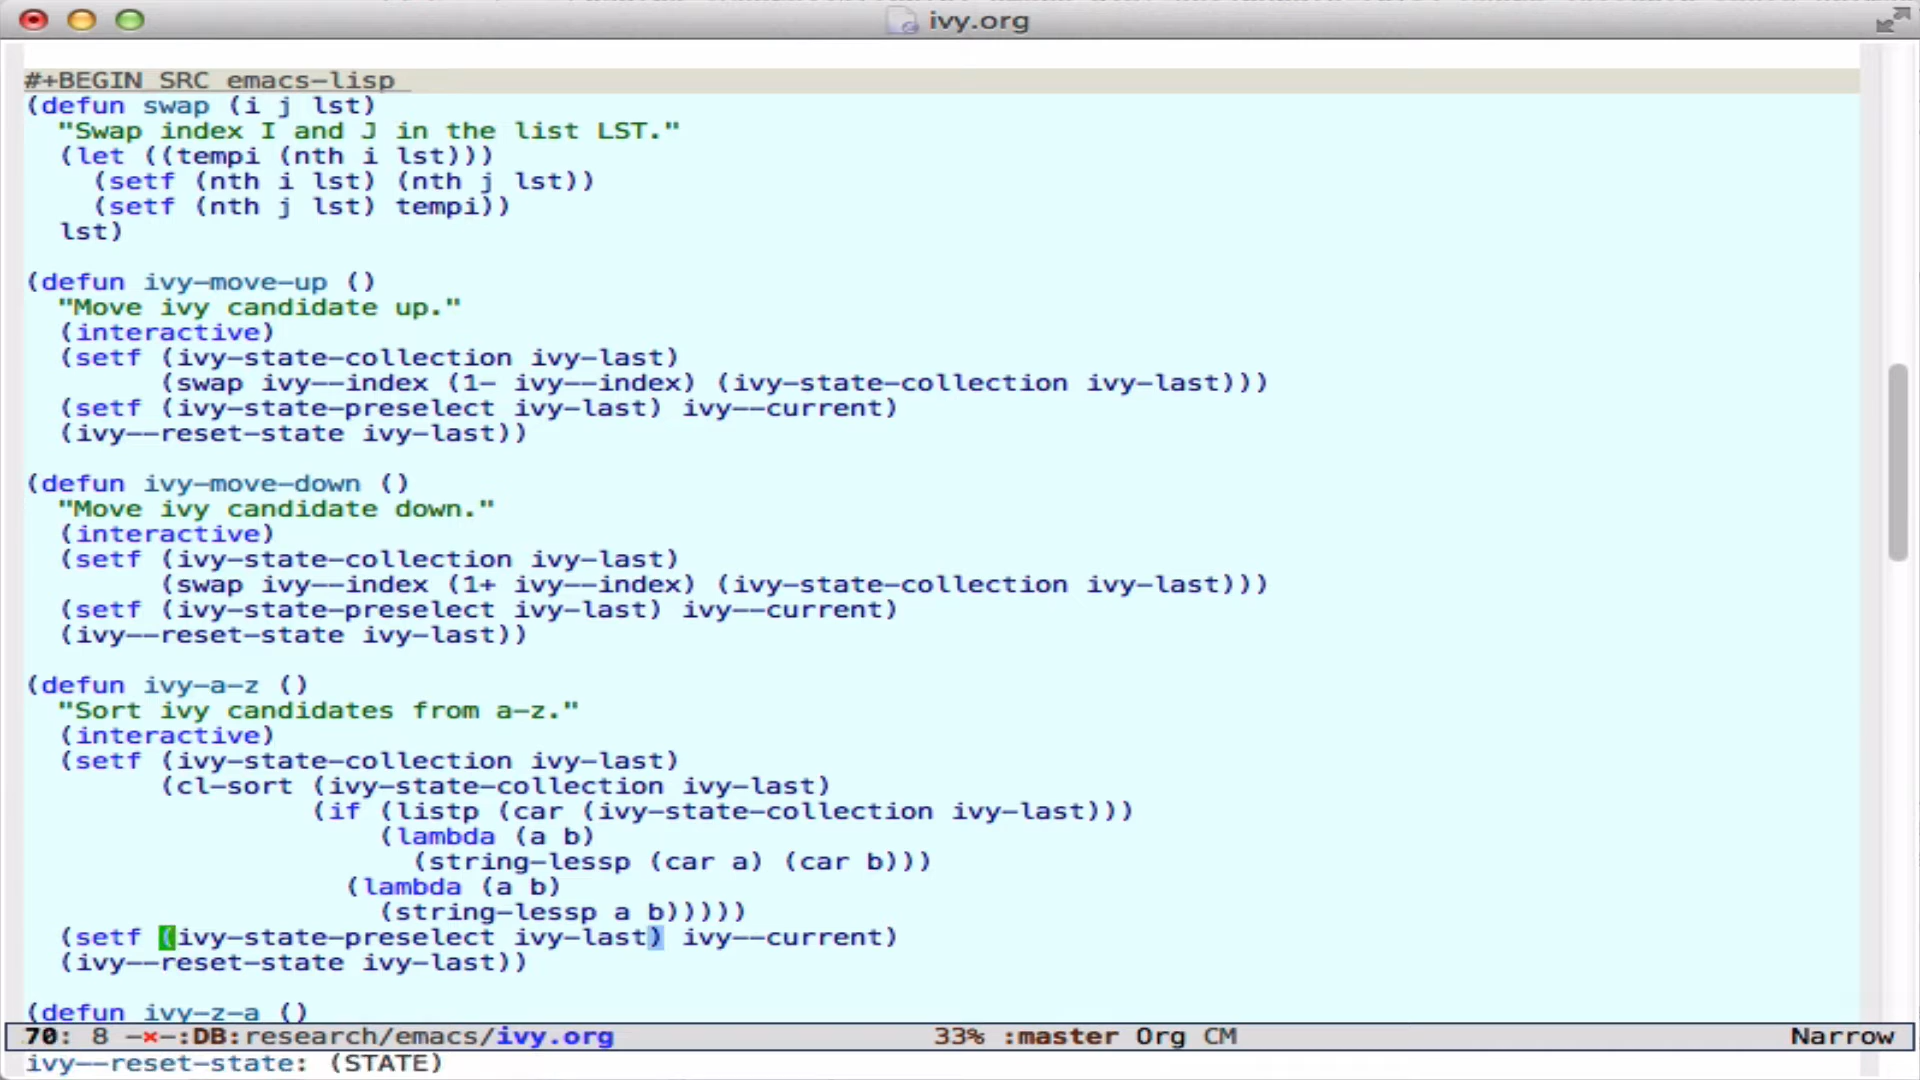 ivy.org
#+BEGIN_SRC emacs-lisp
(defun swap (i j lst)
  "Swap index I and J in the list LST."
  (let ((tempi (nth i lst)))
    (setf (nth i lst) (nth j lst))
    (setf (nth j lst) tempi))
  lst)
(defun ivy-move-up ()
  "Move ivy candidate up."
  (interactive)
  (setf (ivy-state-collection ivy-last)
        (swap ivy--index (1- ivy--index) (ivy-state-collection ivy-last)))
  (setf (ivy-state-preselect ivy-last) ivy--current)
  (ivy--reset-state ivy-last))
(defun ivy-move-down ()
  "Move ivy candidate down."
  (interactive)
  (setf (ivy-state-collection ivy-last)
        (swap ivy--index (1+ ivy--index) (ivy-state-collection ivy-last)))
  (setf (ivy-state-preselect ivy-last) ivy--current)
  (ivy--reset-state ivy-last))
(defun ivy-a-z ()
  "Sort ivy candidates from a-z."
  (interactive)
  (setf (ivy-state-collection ivy-last)
        (cl-sort (ivy-state-collection ivy-last)
                 (if (listp (car (ivy-state-collection ivy-last)))
                     (lambda (a b)
                       (string-lessp (car a) (car b)))
                   (lambda (a b)
                     (string-lessp a b)))))
  (setf (ivy-state-preselect ivy-last) ivy--current)
  (ivy--reset-state ivy-last))
(defun ivy-z-a ()
70: 8 -×-:DB:research/emacs/ivy.org 33% :master Org CM Narrow
ivy--reset-state: (STATE)